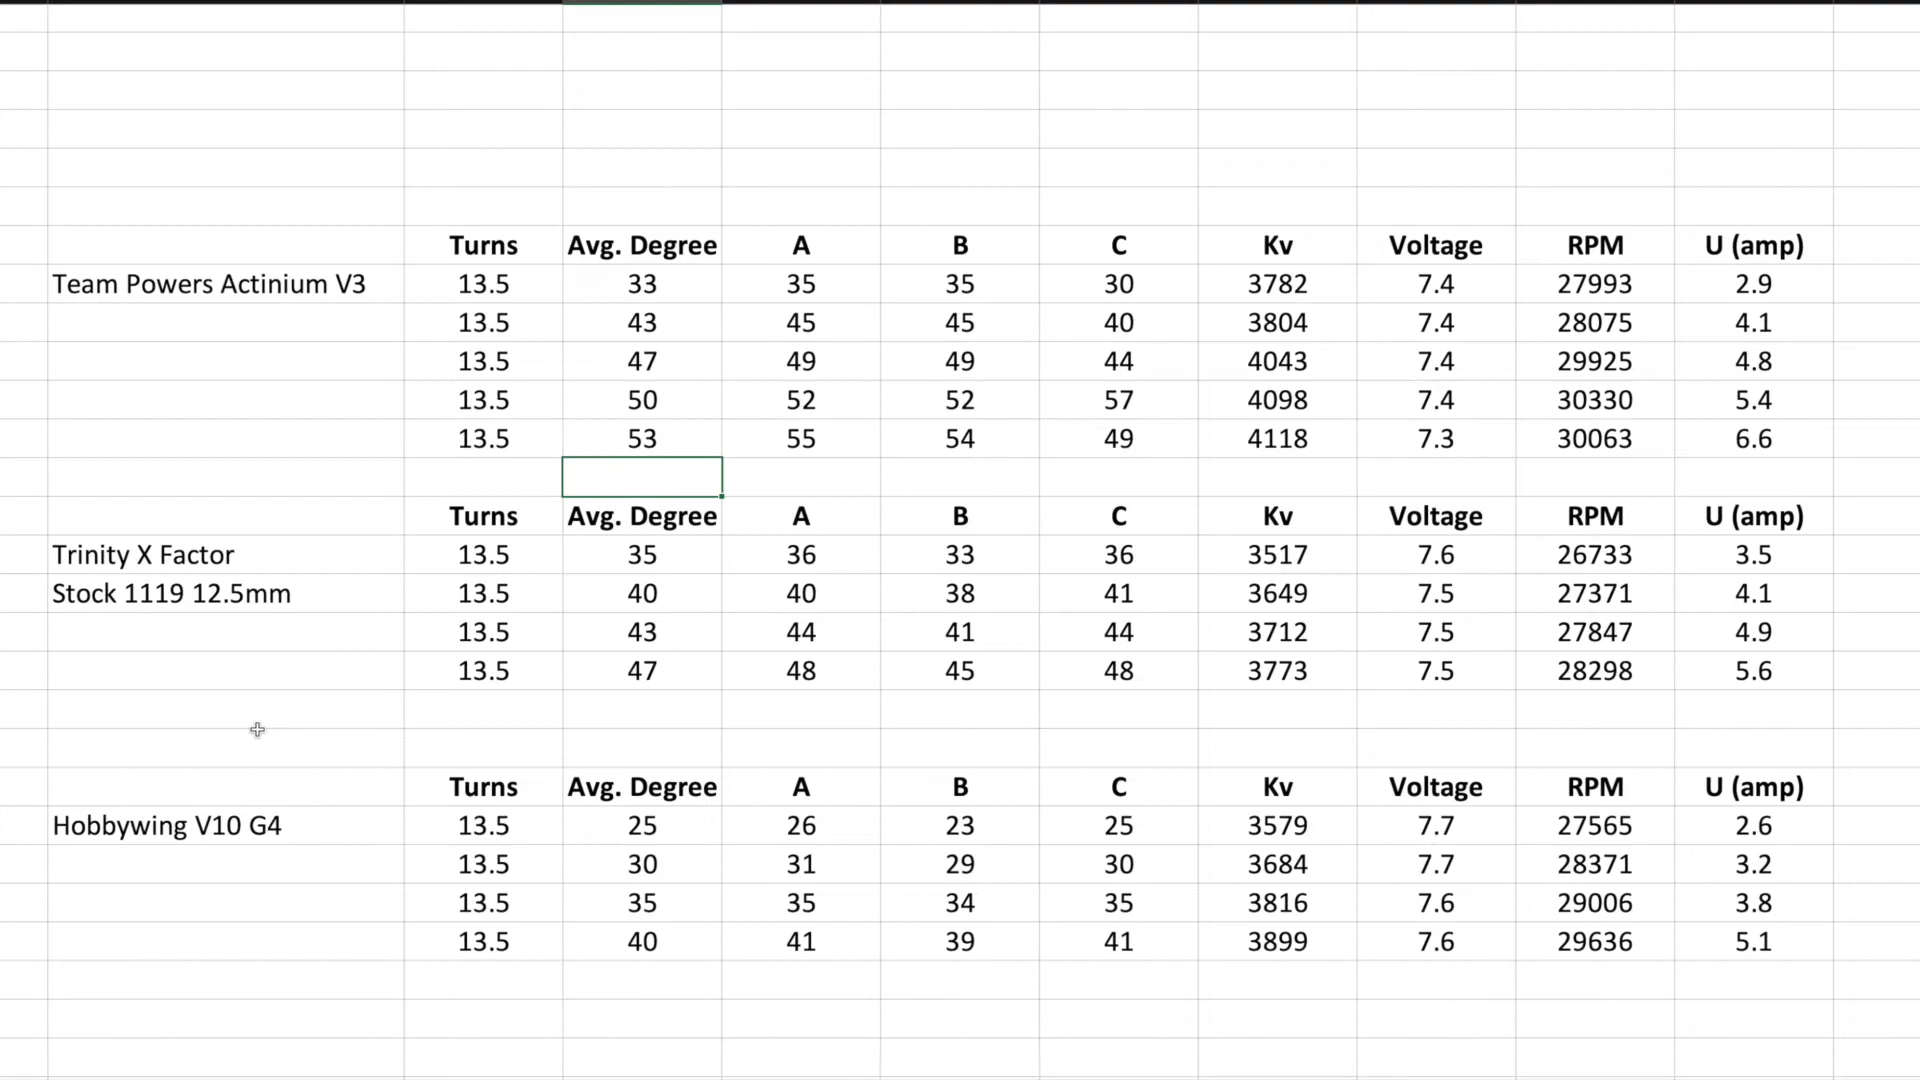 Turns Avg. Degree A B C Kv Voltage RPM U (amp)
Team Powers Actinium V3 13.5 33 35 35 30 3782 7.4 27993 2.9
13.5 43 45 45 40 3804 7.4 28075 4.1
13.5 47 49 49 44 4043 7.4 29925 4.8
13.5 50 52 52 57 4098 7.4 30330 5.4
13.5 53 55 54 49 4118 7.3 30063 6.6
Turns Avg. Degree A B C Kv Voltage RPM U (amp)
Trinity X Factor 13.5 35 36 33 36 3517 7.6 26733 3.5
Stock 1119 12.5mm 13.5 40 40 38 41 3649 7.5 27371 4.1
13.5 43 44 41 44 3712 7.5 27847 4.9
13.5 47 48 45 48 3773 7.5 28298 5.6
Turns Avg. Degree A B C Kv Voltage RPM U (amp)
Hobbywing V10 G4 13.5 25 26 23 25 3579 7.7 27565 2.6
13.5 30 31 29 30 3684 7.7 28371 3.2
13.5 35 35 34 35 3816 7.6 29006 3.8
13.5 40 41 39 41 3899 7.6 29636 5.1